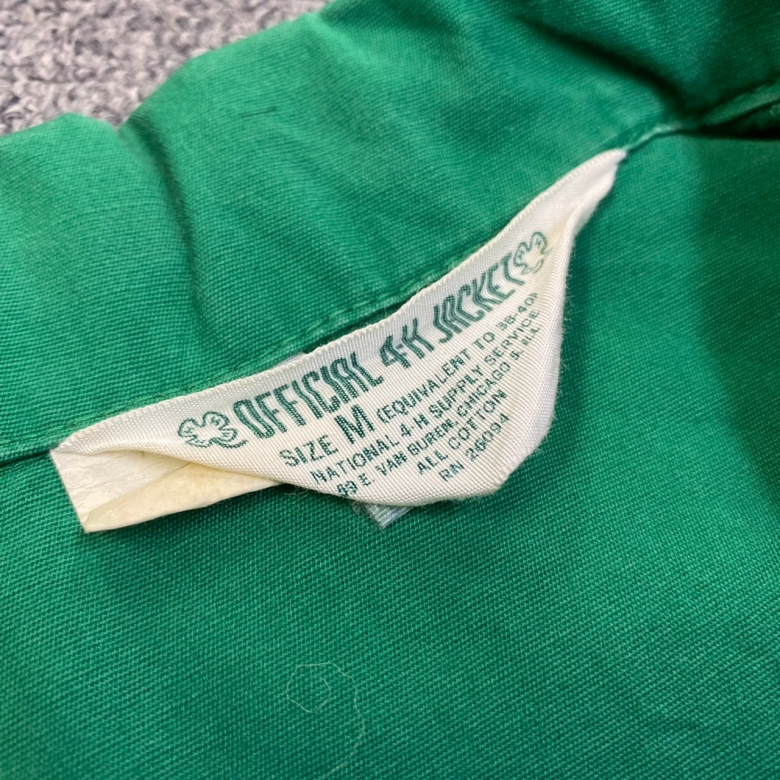 OFFICIAL 4-H JACKET
SIZE M (EQUIVALENT TO 38-40)
NATIONAL 4-H SUPPLY SERVICE
59 E. VAN BUREN, CHICAGO 5, ILL.
ALL COTTON
RN 26094